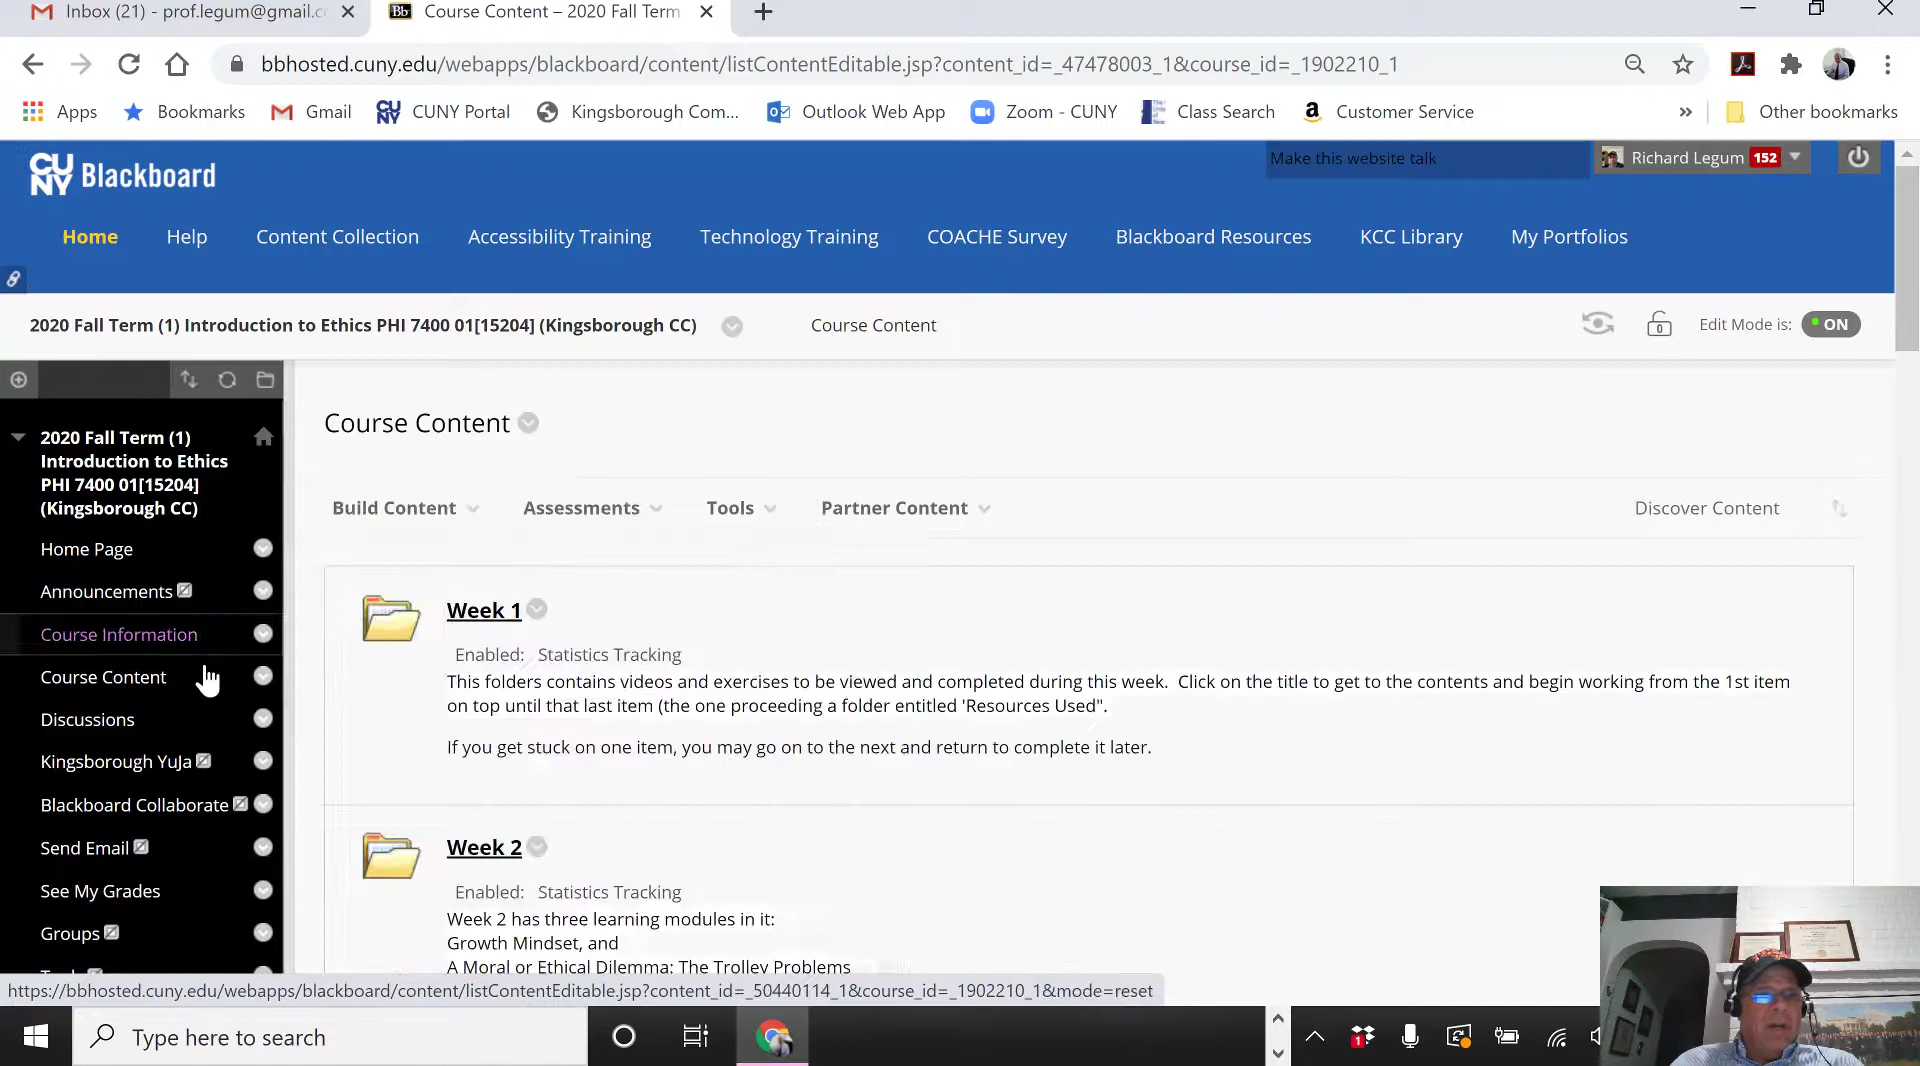 Inbox (21) - prof.legum@gmail.c
Course Content – 2020 Fall Term
bbhosted.cuny.edu/webapps/blackboard/content/listContentEditable.jsp?content_id=_47478003_1&course_id=_1902210_1
Apps Bookmarks Gmail CUNY Portal Kingsborough Com... Outlook Web App Zoom - CUNY Class Search Customer Service » Other bookmarks
CUNY Blackboard
Make this website talk
Richard Legum 152
Home Help Content Collection Accessibility Training Technology Training COACHE Survey Blackboard Resources KCC Library My Portfolios
2020 Fall Term (1) Introduction to Ethics PHI 7400 01[15204] (Kingsborough CC) Course Content Edit Mode is: ON
2020 Fall Term (1)
Introduction to Ethics
PHI 7400 01[15204]
(Kingsborough CC)
Home Page
Announcements
Course Information
Course Content
Discussions
Kingsborough YuJa
Blackboard Collaborate
Send Email
See My Grades
Groups
Course Content
Build Content Assessments Tools Partner Content Discover Content
Week 1
Enabled: Statistics Tracking
This folders contains videos and exercises to be viewed and completed during this week. Click on the title to get to the contents and begin working from the 1st item
on top until that last item (the one proceeding a folder entitled 'Resources Used".
If you get stuck on one item, you may go on to the next and return to complete it later.
Week 2
Enabled: Statistics Tracking
Week 2 has three learning modules in it:
Growth Mindset, and
A Moral or Ethical Dilemma: The Trolley Problems
https://bbhosted.cuny.edu/webapps/blackboard/content/listContentEditable.jsp?content_id=_50440114_1&course_id=_1902210_1&mode=reset
Type here to search